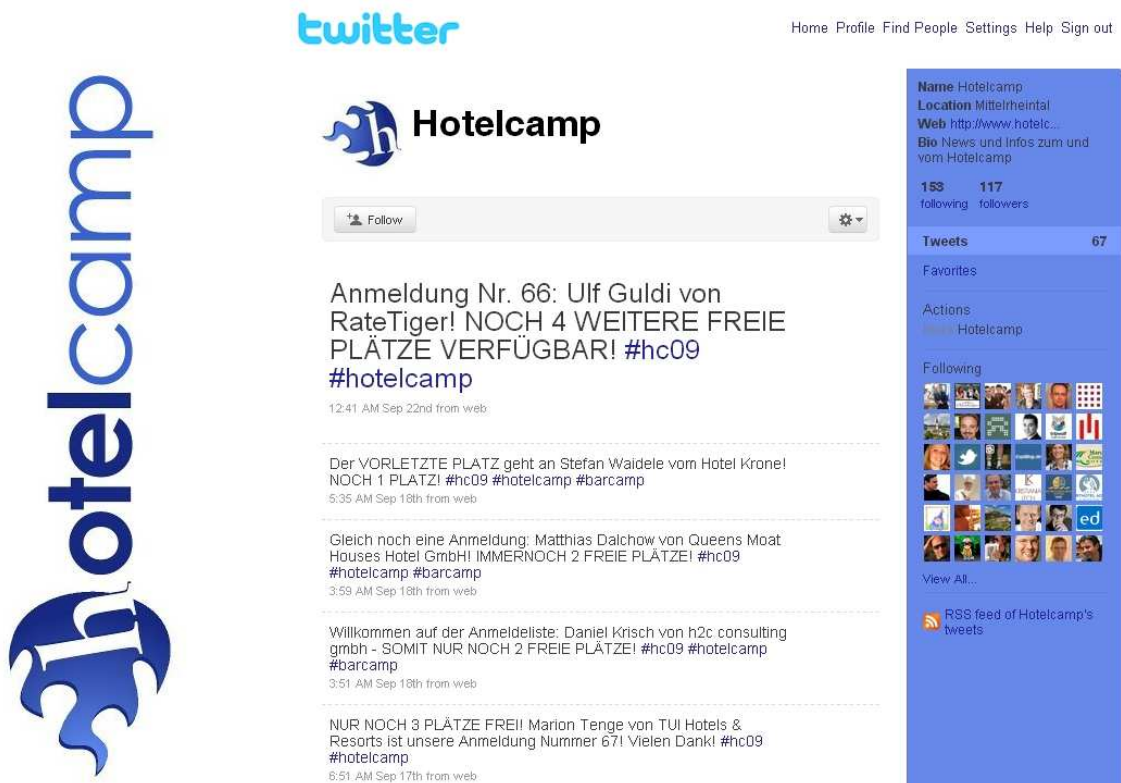 twitter
Home Profile Find People Settings Help Sign out
hotelcamp
Hotelcamp
Follow
Anmeldung Nr. 66: Ulf Guldi von
RateTiger! NOCH 4 WEITERE FREIE
PLÄTZE VERFÜGBAR! #hc09
#hotelcamp
12:41 AM Sep 22nd from web
Der VORLETZTE PLATZ geht an Stefan Waidele vom Hotel Krone!
NOCH 1 PLATZ! #hc09 #hotelcamp #barcamp
5:35 AM Sep 18th from web
Gleich noch eine Anmeldung: Matthias Dalchow von Queens Moat
Houses Hotel GmbH! IMMERNOCH 2 FREIE PLÄTZE! #hc09
#hotelcamp #barcamp
3:59 AM Sep 18th from web
Willkommen auf der Anmeldeliste: Daniel Krisch von h2c consulting
gmbh - SOMIT NUR NOCH 2 FREIE PLÄTZE! #hc09 #hotelcamp
#barcamp
3:51 AM Sep 18th from web
NUR NOCH 3 PLÄTZE FREI! Marion Tenge von TUI Hotels &
Resorts ist unsere Anmeldung Nummer 67! Vielen Dank! #hc09
#hotelcamp
6:51 AM Sep 17th from web
Name Hotelcamp
Location Mittelrheintal
Web http://www.hotelc...
Bio News und Infos zum und
vom Hotelcamp
153 117
following followers
Tweets 67
Favorites
Actions
Hotelcamp
Following
ed
View All...
RSS feed of Hotelcamp's
tweets